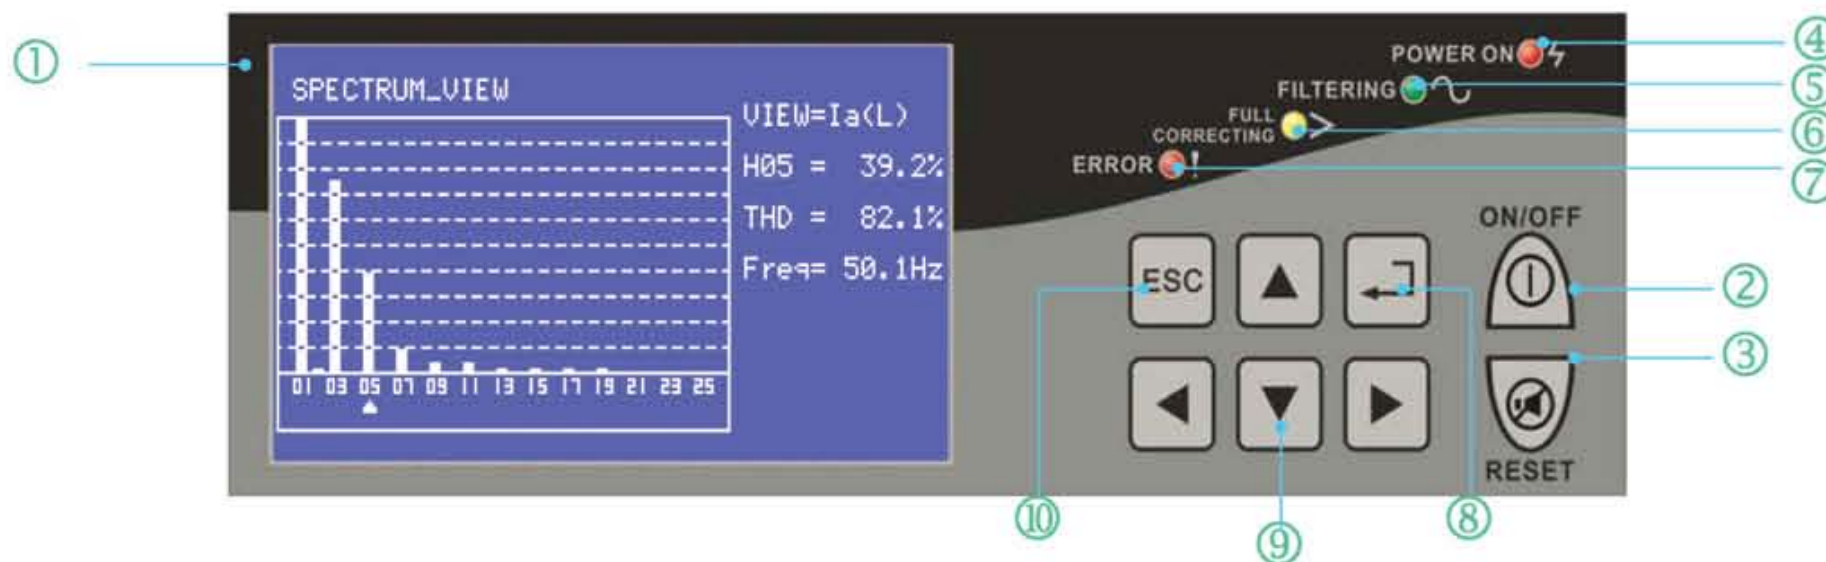 ①
SPECTRUM_VIEW
VIEW=Ia(L)
H05 = 39.2%
THD = 82.1%
Freq= 50.1Hz
01 03 05 07 09 11 13 15 17 19 21 23 25
POWER ON
④
FILTERING
⑤
FULL
CORRECTING
⑥
ERROR !
⑦
ON/OFF
ESC
②
③
RESET
⑩
⑨
⑧